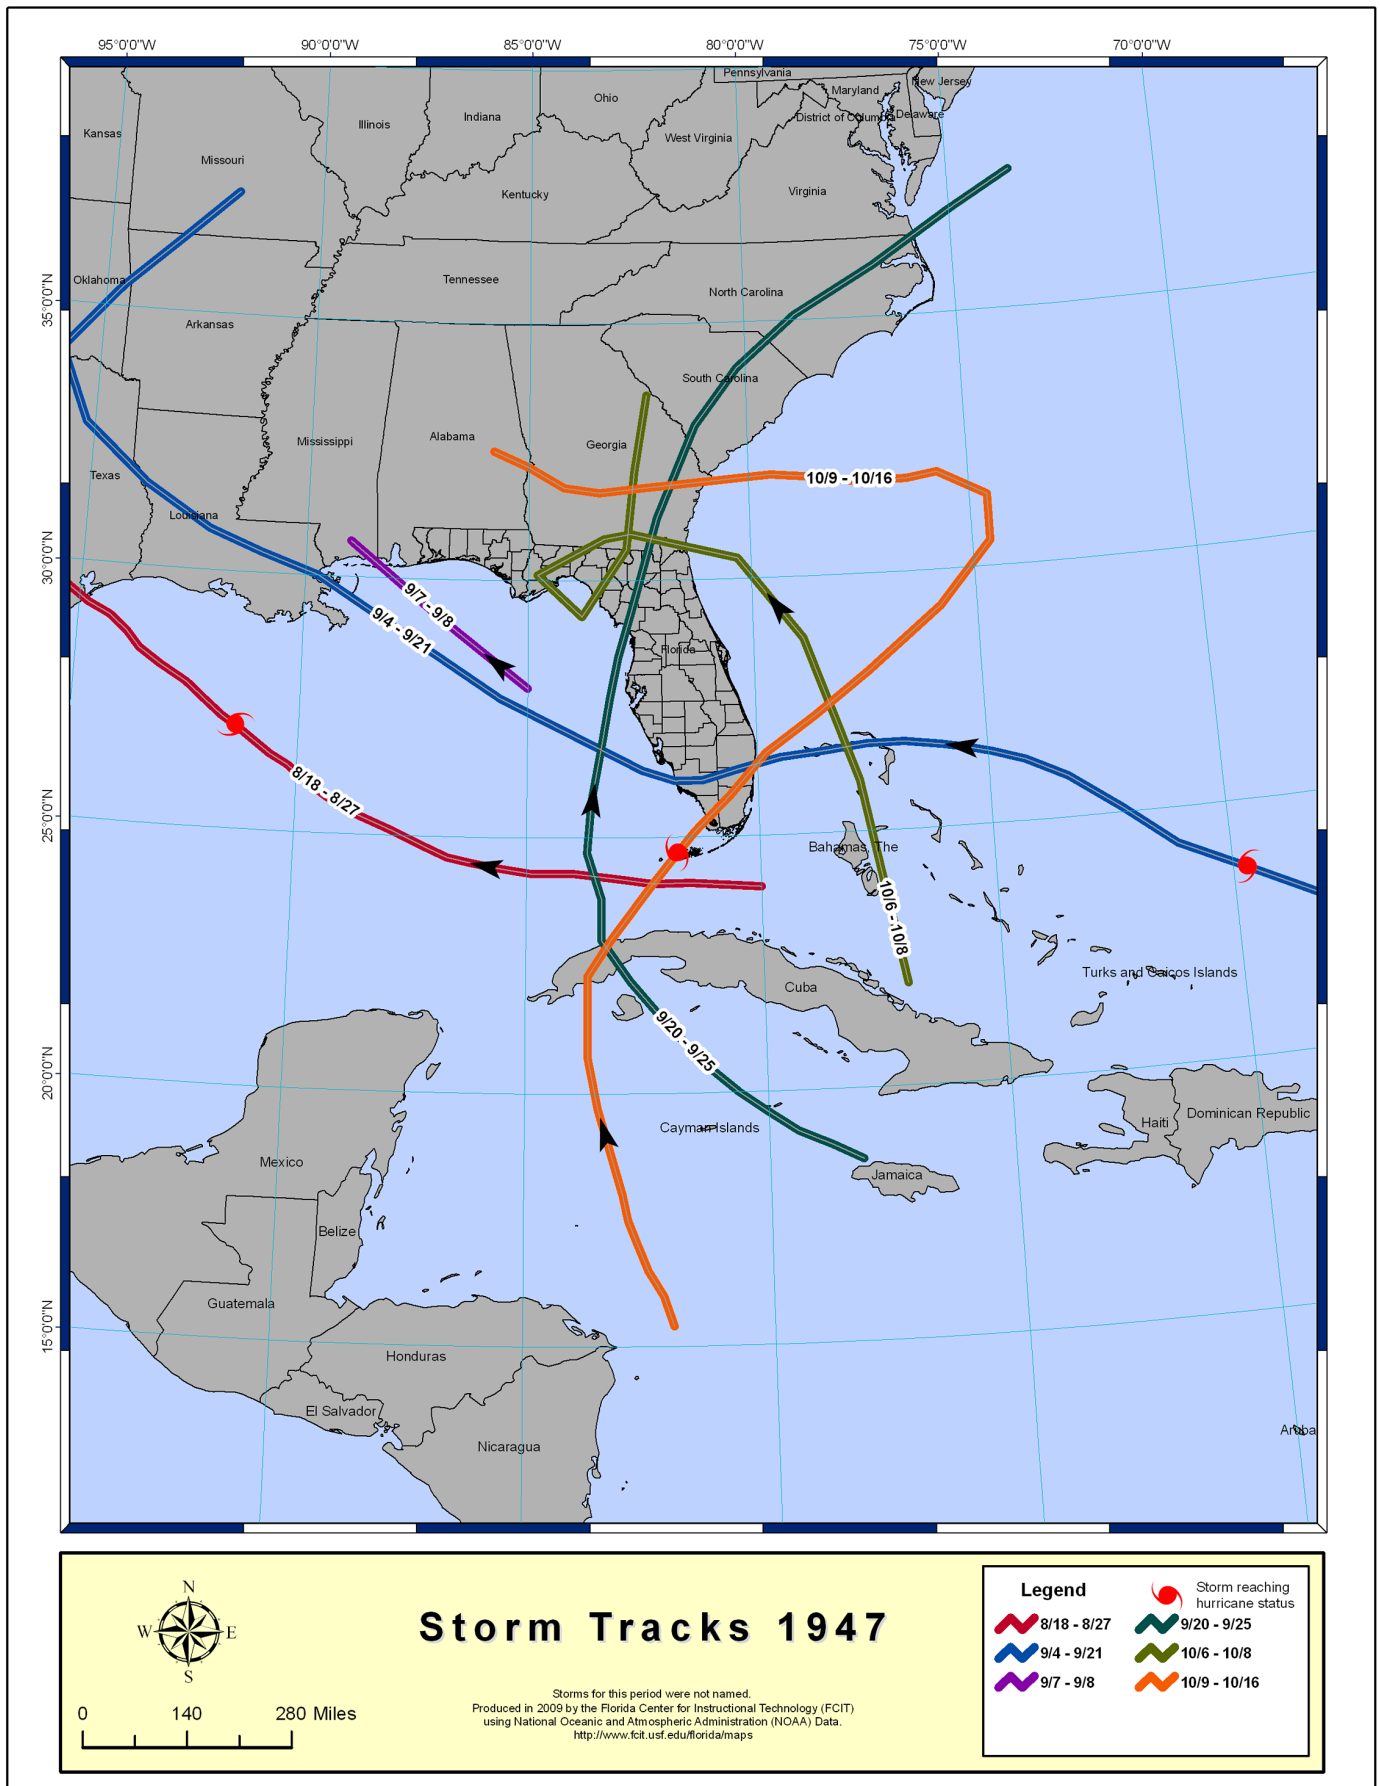 95°0'0"W 90°0'0"W 85°0'0"W 80°0'0"W 75°0'0"W 70°0'0"W
Pennsylvania
New Jersey
Maryland
Ohio
District of Columbia
Delaware
Indiana
Illinois
Kansas
West Virginia
Missouri
Virginia
Kentucky
Oklahoma
Tennessee
North Carolina
35°0'0"N
Arkansas
South Carolina
Mississippi
Alabama
Georgia
Texas
10/9 - 10/16
Louisiana
30°0'0"N
9/7 - 9/8
9/4 - 9/21
Florida
8/18 - 8/27
25°0'0"N
Bahamas, The
10/6 - 10/8
Turks and Caicos Islands
Cuba
9/20 - 9/25
20°0'0"N
Cayman Islands
Haiti
Dominican Republic
Mexico
Jamaica
Belize
Guatemala
15°0'0"N
Honduras
El Salvador
Aruba
Nicaragua
N
W E
S
0 140 280 Miles
Storm Tracks 1947
Storms for this period were not named.
Produced in 2009 by the Florida Center for Instructional Technology (FCIT)
using National Oceanic and Atmospheric Administration (NOAA) Data.
http://www.fcit.usf.edu/florida/maps
Legend
8/18 - 8/27
9/4 - 9/21
9/7 - 9/8
Storm reaching
hurricane status
9/20 - 9/25
10/6 - 10/8
10/9 - 10/16